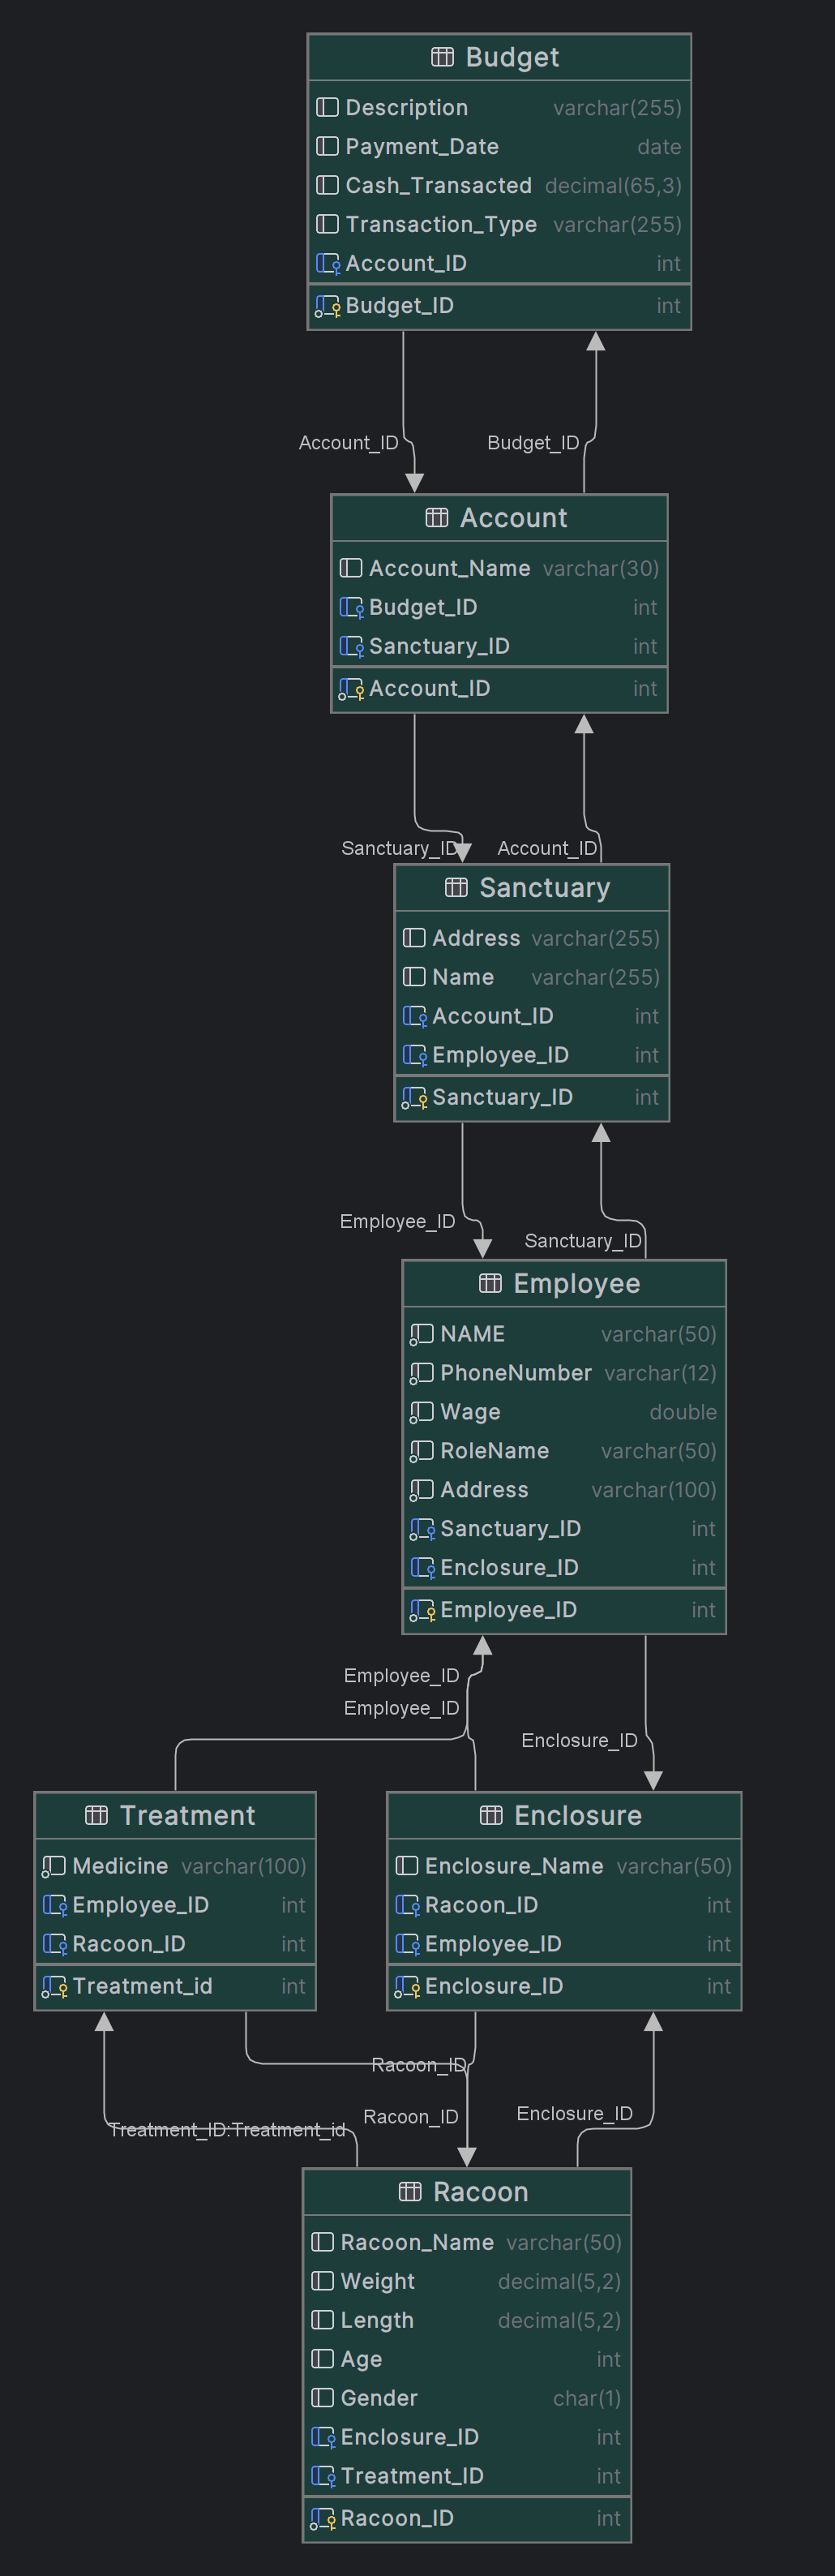 Budget
Description varchar(255)
Payment_Date date
Cash_Transacted decimal(65,3)
Transaction_Type varchar(255)
Account_ID int
Budget_ID int
Account_ID Budget_ID
Account
Account_Name varchar(30)
Budget_ID int
Sanctuary_ID int
Account_ID int
Sanctuary_ID Account_ID
Sanctuary
Address varchar(255)
Name varchar(255)
Account_ID int
Employee_ID int
Sanctuary_ID int
Employee_ID
Sanctuary_ID
Employee
NAME varchar(50)
PhoneNumber varchar(12)
Wage double
RoleName varchar(50)
Address varchar(100)
Sanctuary_ID int
Enclosure_ID int
Employee_ID int
Employee_ID
Employee_ID
Enclosure_ID
Treatment
Medicine varchar(100)
Employee_ID int
Racoon_ID int
Treatment_id int
Enclosure
Enclosure_Name varchar(50)
Racoon_ID int
Employee_ID int
Enclosure_ID int
Racoon_ID
Racoon_ID
Enclosure_ID
Treatment_ID:Treatment_id
Racoon
Racoon_Name varchar(50)
Weight decimal(5,2)
Length decimal(5,2)
Age int
Gender char(1)
Enclosure_ID int
Treatment_ID int
Racoon_ID int